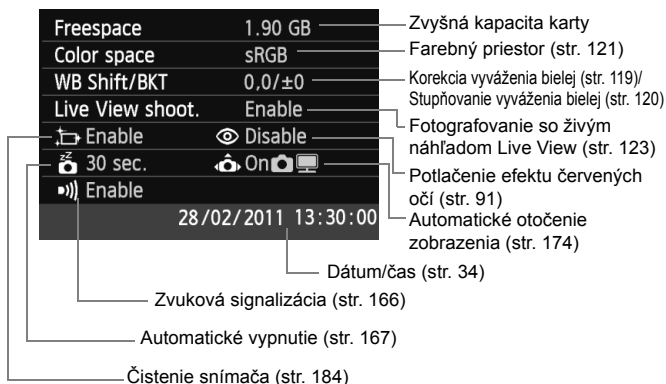 Freespace 1.90 GB
Color space sRGB
WB Shift/BKT 0,0/±0
Live View shoot. Enable
Enable Disable
30 sec. On
Enable
28/02/2011 13:30:00
Zvyšná kapacita karty
Farebný priestor (str. 121)
Korekcia vyváženia bielej (str. 119)/
Stupňovanie vyváženia bielej (str. 120)
Fotografovanie so živým
náhľadom Live View (str. 123)
Potlačenie efektu červených
očí (str. 91)
Automatické otočenie
zobrazenia (str. 174)
Dátum/čas (str. 34)
Zvuková signalizácia (str. 166)
Automatické vypnutie (str. 167)
Čistenie snímača (str. 184)